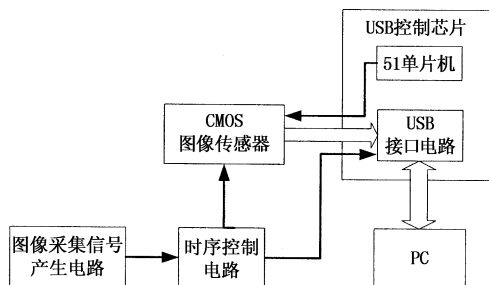 USB控制芯片
51单片机
CMOS
图像传感器
USB
接口电路
图像采集信号
产生电路
时序控制
电路
PC